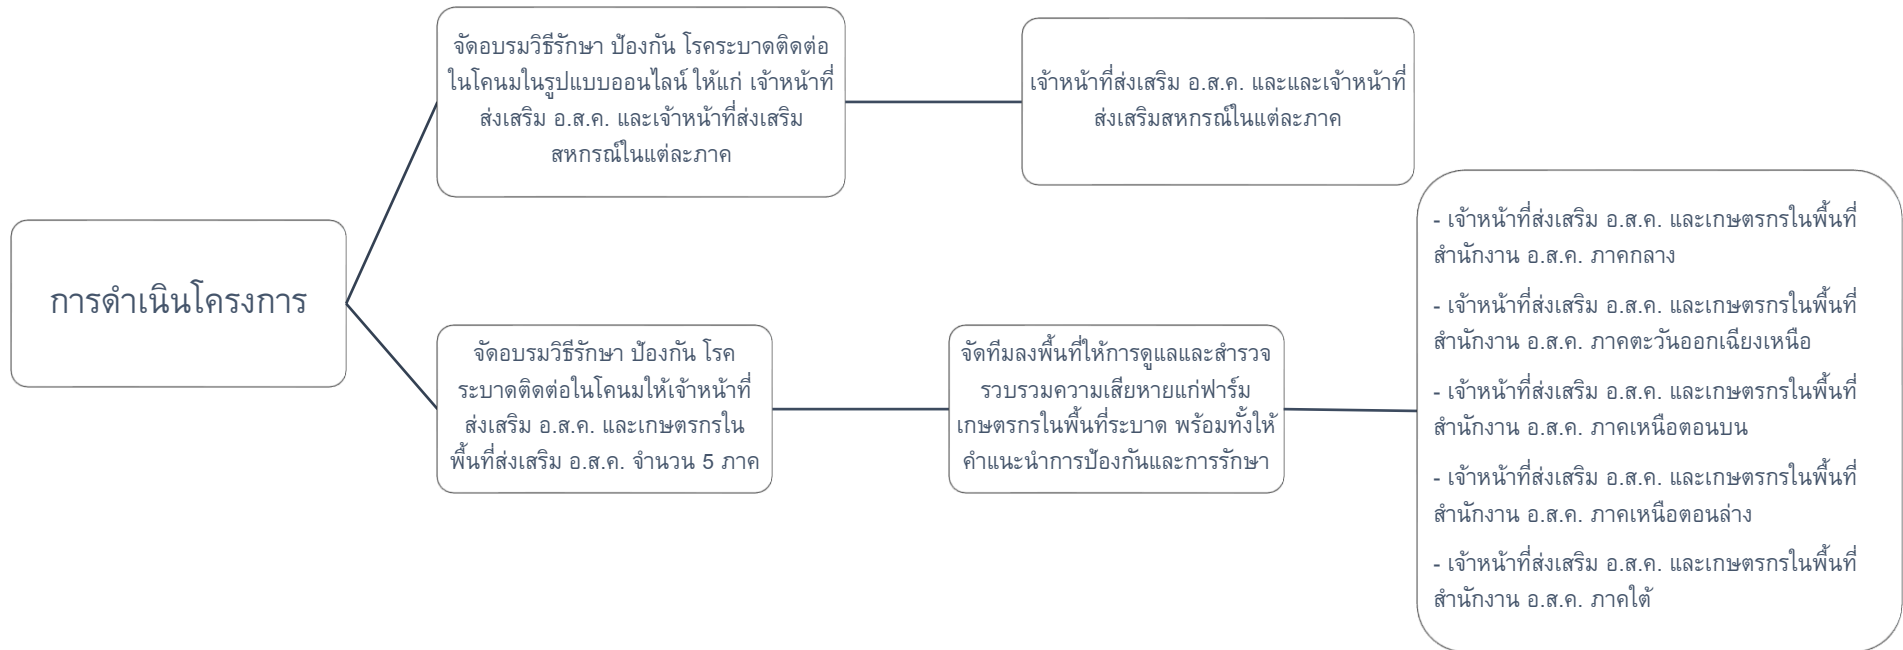 จัดอบรมวิธีรักษา ป้องกัน โรคระบาดติดต่อ
ในโคนมในรูปแบบออนไลน์ ให้แก่ เจ้าหน้าที่
ส่งเสริม อ.ส.ค. และเจ้าหน้าที่ส่งเสริม
สหกรณ์ในแต่ละภาค
เจ้าหน้าที่ส่งเสริม อ.ส.ค. และและเจ้าหน้าที่
ส่งเสริมสหกรณ์ในแต่ละภาค
การดำเนินโครงการ
จัดอบรมวิธีรักษา ป้องกัน โรค
ระบาดติดต่อในโคนมให้เจ้าหน้าที่
ส่งเสริม อ.ส.ค. และเกษตรกรใน
พื้นที่ส่งเสริม อ.ส.ค. จำนวน 5 ภาค
จัดทีมลงพื้นที่ให้การดูแลและสำรวจ
รวบรวมความเสียหายแก่ฟาร์ม
เกษตรกรในพื้นที่ระบาด พร้อมทั้งให้
คำแนะนำการป้องกันและการรักษา
- เจ้าหน้าที่ส่งเสริม อ.ส.ค. และเกษตรกรในพื้นที่
สำนักงาน อ.ส.ค. ภาคกลาง
- เจ้าหน้าที่ส่งเสริม อ.ส.ค. และเกษตรกรในพื้นที่
สำนักงาน อ.ส.ค. ภาคตะวันออกเฉียงเหนือ
- เจ้าหน้าที่ส่งเสริม อ.ส.ค. และเกษตรกรในพื้นที่
สำนักงาน อ.ส.ค. ภาคเหนือตอนบน
- เจ้าหน้าที่ส่งเสริม อ.ส.ค. และเกษตรกรในพื้นที่
สำนักงาน อ.ส.ค. ภาคเหนือตอนล่าง
- เจ้าหน้าที่ส่งเสริม อ.ส.ค. และเกษตรกรในพื้นที่
สำนักงาน อ.ส.ค. ภาคใต้